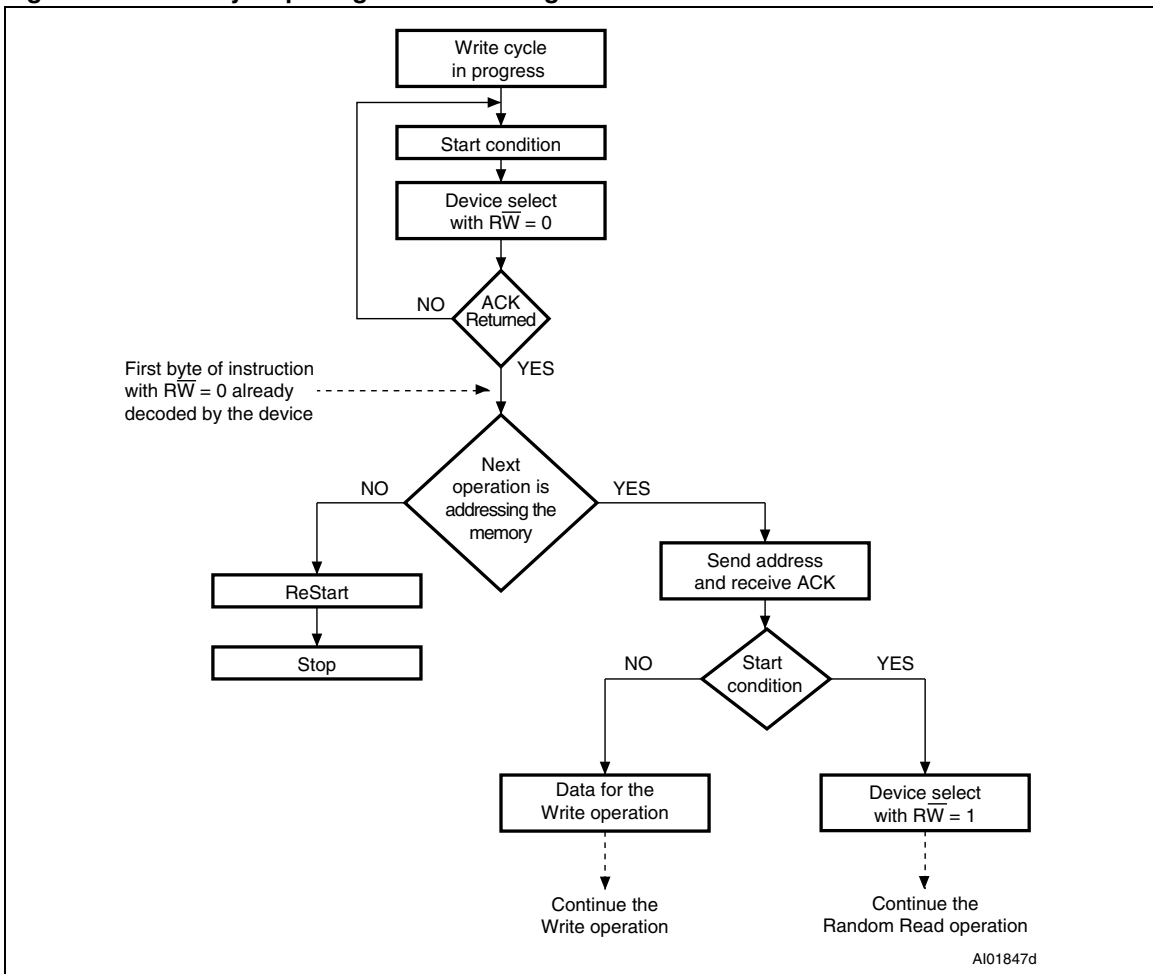 Write cycle
in progress
Start condition
Device select
with RW̅ = 0
ACK
Returned
NO
YES
First byte of instruction
with RW̅ = 0 already
decoded by the device
Next
operation is
addressing the
memory
NO
YES
Send address
and receive ACK
ReStart
Stop
Start
condition
NO
YES
Data for the
Write operation
Device select
with RW̅ = 1
Continue the
Write operation
Continue the
Random Read operation
AI01847d